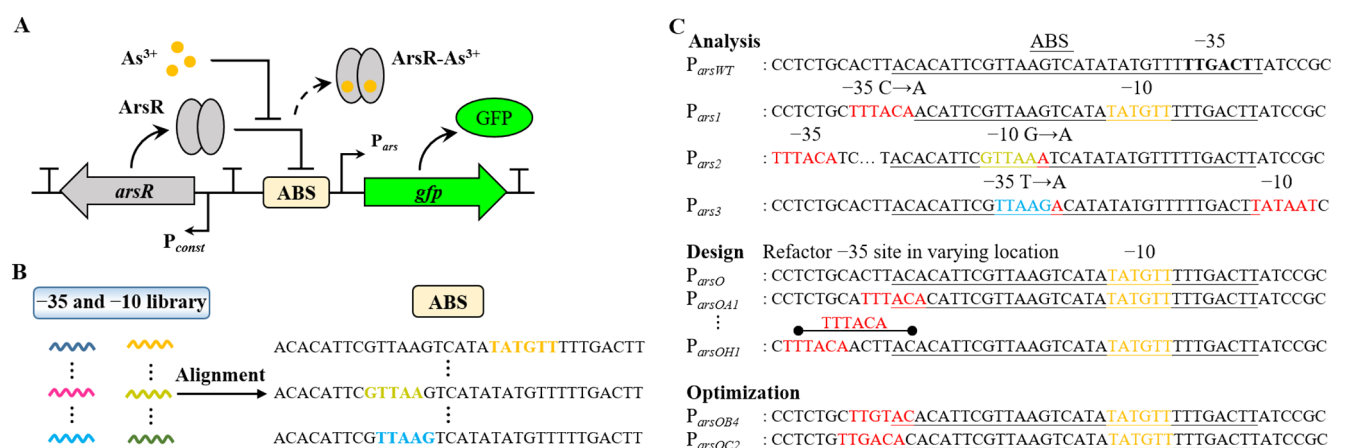 A
As³⁺
ArsR-As³⁺
ArsR
GFP
P_ars
arsR
ABS
gfp
P_const
B
−35 and −10 library
ABS
Alignment
ACACATTCGTTAAGTCATATATGTTTTTGACTT
ACACATTCGTTAAGTCATATATGTTTTTGACTT
ACACATTCGTTAAGTCATATATGTTTTTGACTT
C
Analysis ABS −35
P_arsWT : CCTCTGCACTTACACATTCGTTAAGTCATATATGTTTTTGACTTATCCGC
−35 C→A −10
P_ars1 : CCTCTGCTTTACAACATTCGTTAAGTCATATATGTTTTTGACTTATCCGC
−35 −10 G→A
P_ars2 : TTTACATC… TACACATTCGTTAAATCATATATGTTTTTGACTTATCCGC
−35 T→A −10
P_ars3 : CCTCTGCACTTACACATTCGTTAAGACATATATGTTTTTGACTTATAATC
Design Refactor −35 site in varying location −10
P_arsO : CCTCTGCACTTACACATTCGTTAAGTCATATATGTTTTTGACTTATCCGC
P_arsOA1 : CCTCTGCATTTACACATTCGTTAAGTCATATATGTTTTTGACTTATCCGC
TTTACA
P_arsOH1 : CTTTACAACTTACACATTCGTTAAGTCATATATGTTTTTGACTTATCCGC
Optimization
P_arsOB4 : CCTCTGCTTGTACACATTCGTTAAGTCATATATGTTTTTGACTTATCCGC
P_arsOC2 : CCTCTGTTGACACACATTCGTTAAGTCATATATGTTTTTGACTTATCCGC